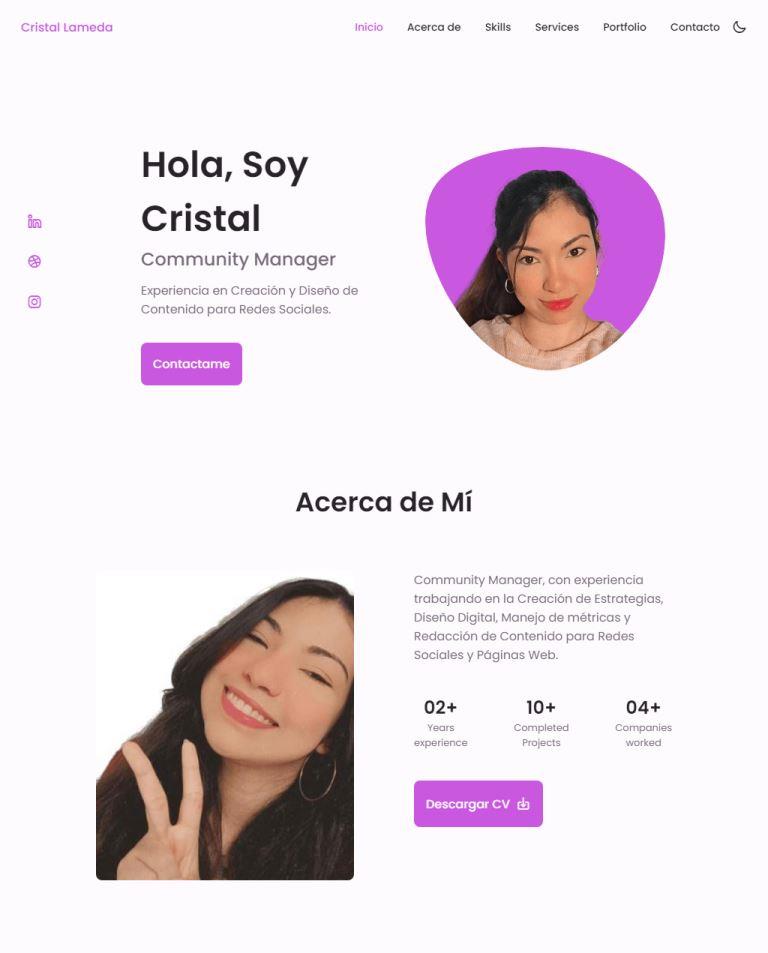 Cristal Lameda
Inicio
Acerca de
Skills
Services
Portfolio
Contacto
Hola, Soy
Cristal
Community Manager
Experiencia en Creación y Diseño de
Contenido para Redes Sociales.
Contactame
Acerca de Mí
Community Manager, con experiencia
trabajando en la Creación de Estrategias,
Diseño Digital, Manejo de métricas y
Redacción de Contenido para Redes
Sociales y Páginas Web.
02+
Years
experience
10+
Completed
Projects
04+
Companies
worked
Descargar CV